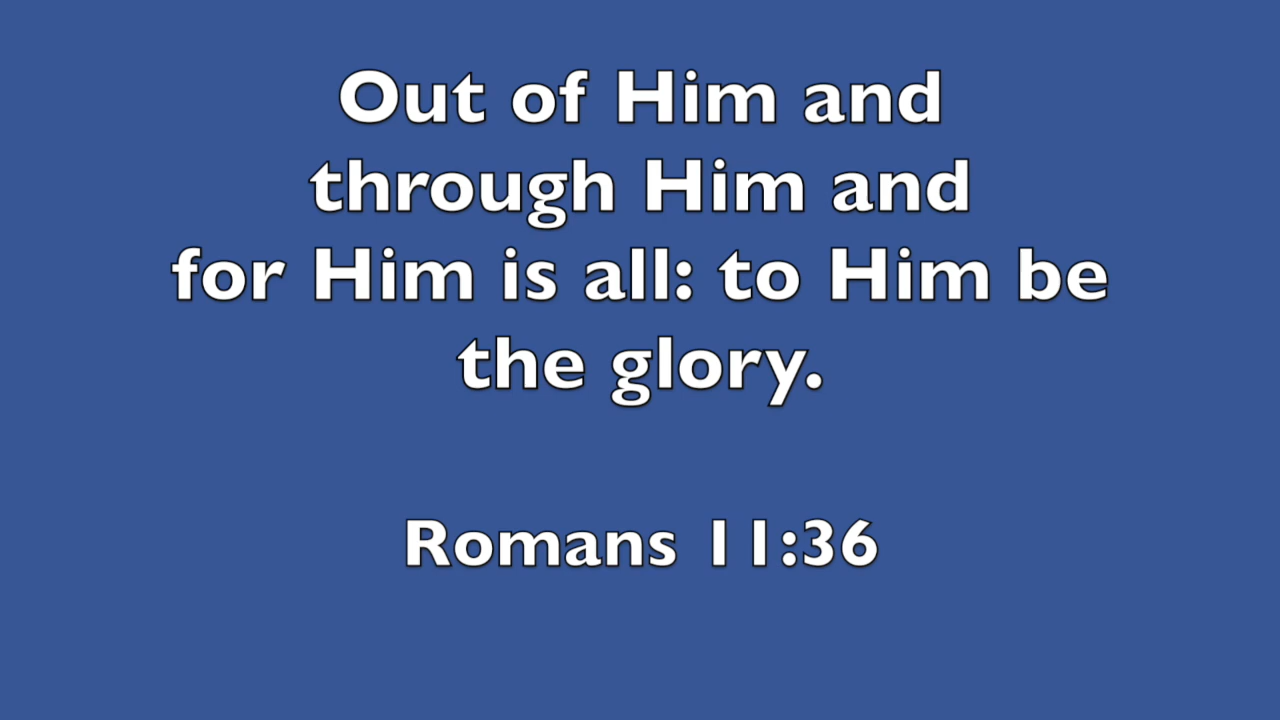 Out of Him and
through Him and
for Him is all: to Him be
the glory.
Romans 11:36